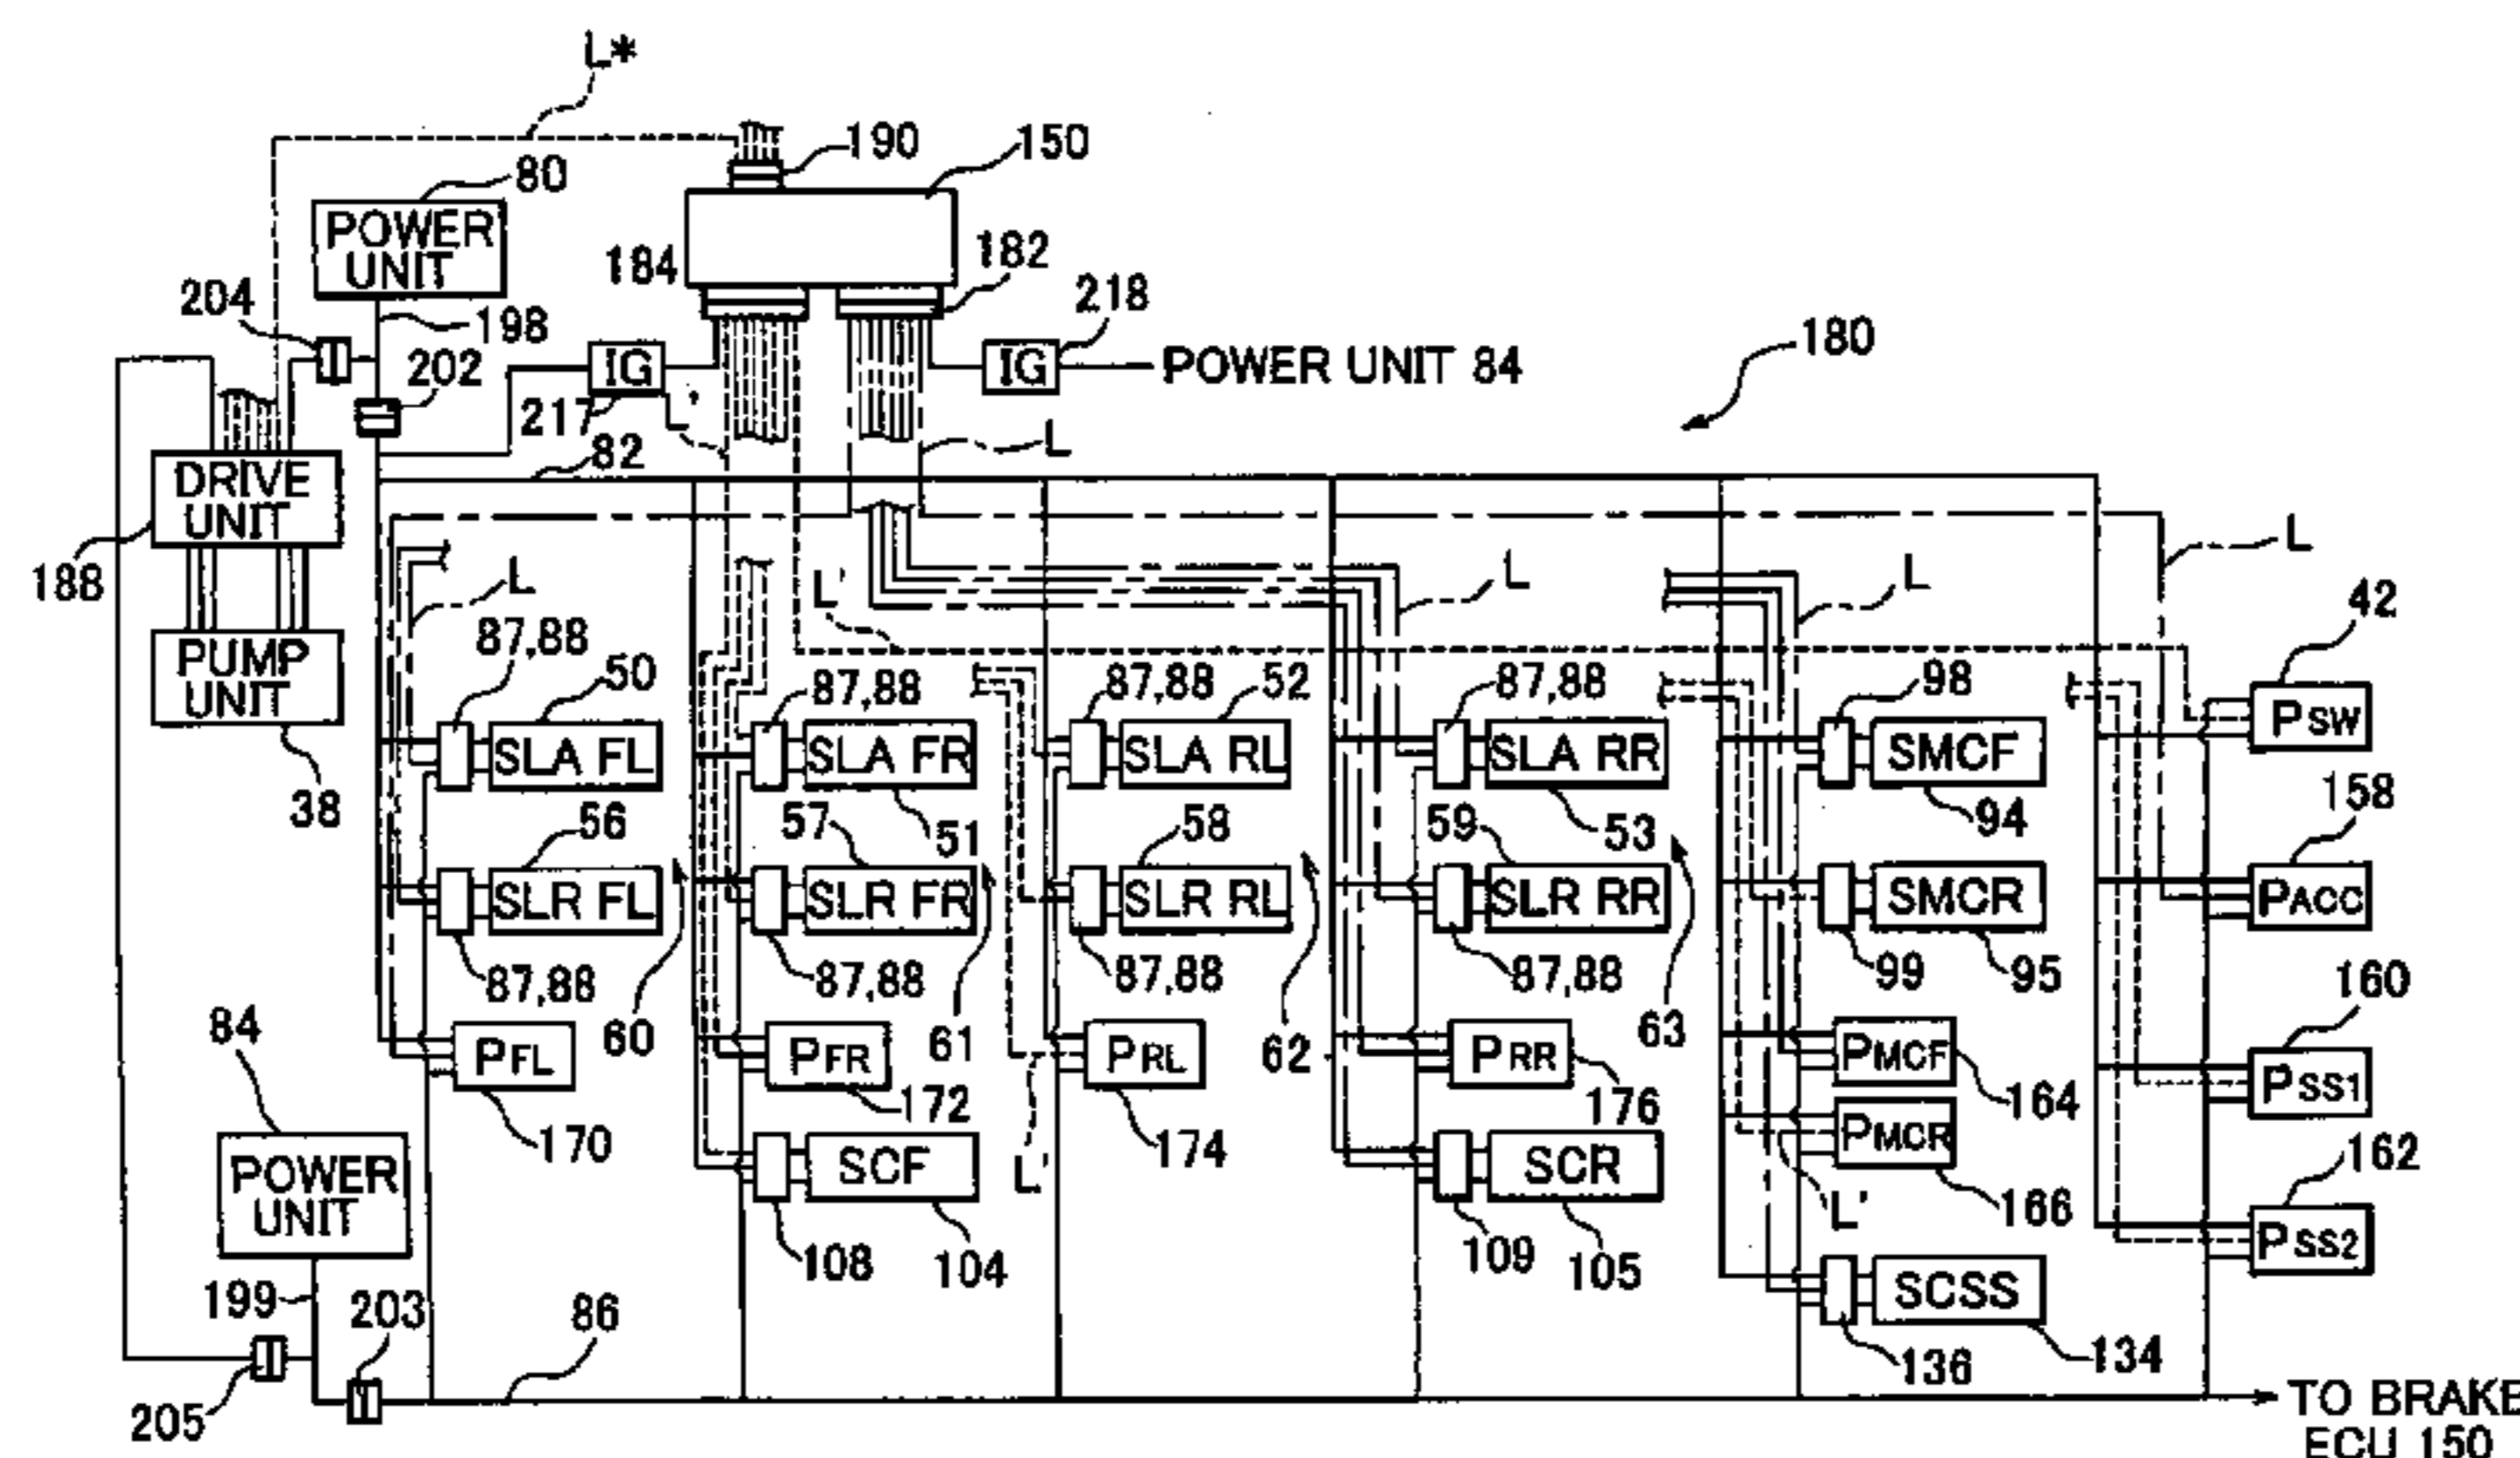 L*
190
150
80
POWER
UNIT
184
182
218
204
198
202
IG
IG
POWER UNIT 84
180
217
L'
82
L
DRIVE
UNIT
188
L
L'
L
L
L
42
PUMP
UNIT
38
87,88
50
87,88
87,88
52
87,88
98
PSW
SLA FL
SLA FR
SLA RL
SLA RR
SMCF
56
57
51
58
59
53
94
158
SLR FL
SLR FR
SLR RL
SLR RR
SMCR
PACC
87,88
87,88
87,88
87,88
99
95
160
84
60
61
62
63
PFL
PFR
PRL
PRR
PMCF
PSS1
170
172
174
176
164
POWER
UNIT
SCF
L'
SCR
PMCR
162
L'
166
PSS2
108
104
109
105
199
203
86
SCSS
205
136
134
TO BRAKE
ECU 150